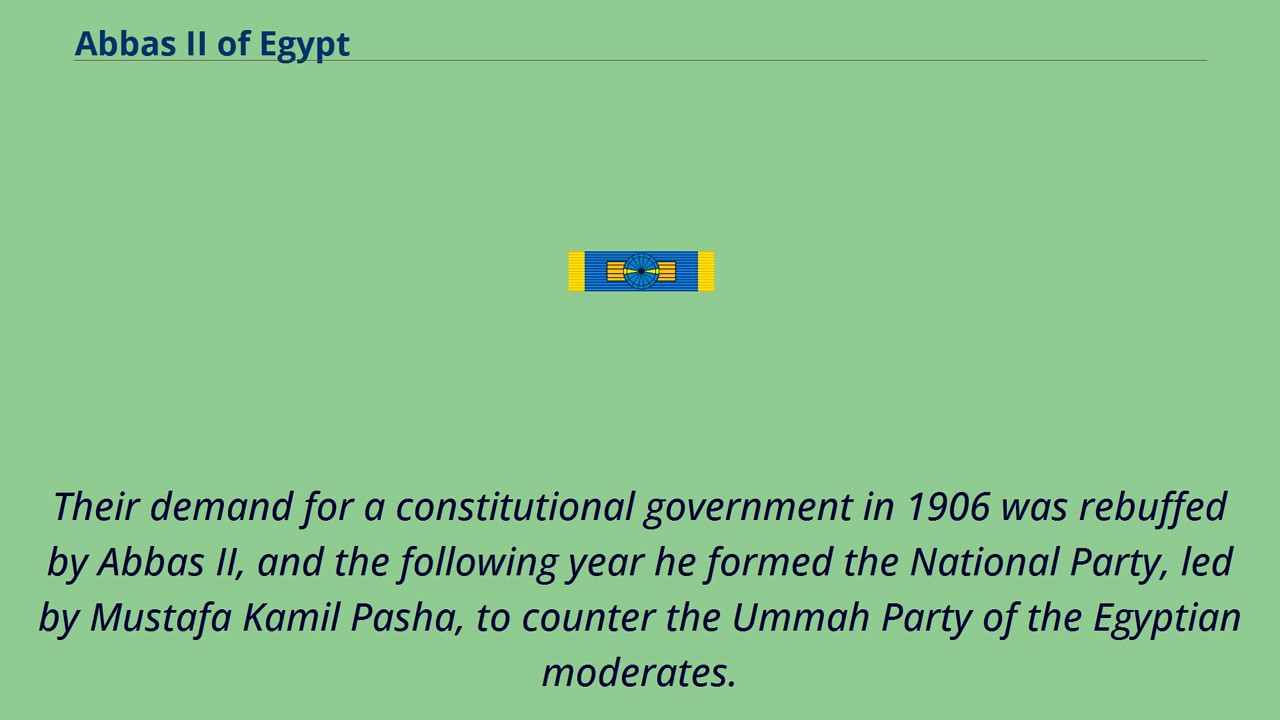 Abbas II of Egypt
Their demand for a constitutional government in 1906 was rebuffed
by Abbas II, and the following year he formed the National Party, led
by Mustafa Kamil Pasha, to counter the Ummah Party of the Egyptian
moderates.